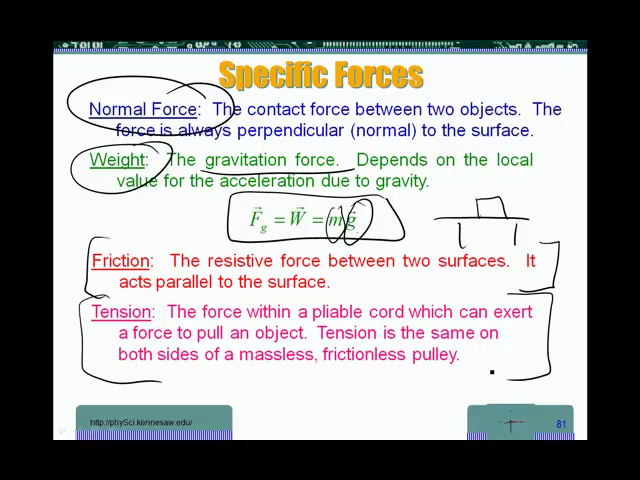 Specific Forces
Normal Force: The contact force between two objects. The
force is always perpendicular (normal) to the surface.
Weight: The gravitation force. Depends on the local
value for the acceleration due to gravity.
F⃗g = W⃗ = mg⃗
Friction: The resistive force between two surfaces. It
acts parallel to the surface.
Tension: The force within a pliable cord which can exert
a force to pull an object. Tension is the same on
both sides of a massless, frictionless pulley.
http://phySci.kennesaw.edu/
81